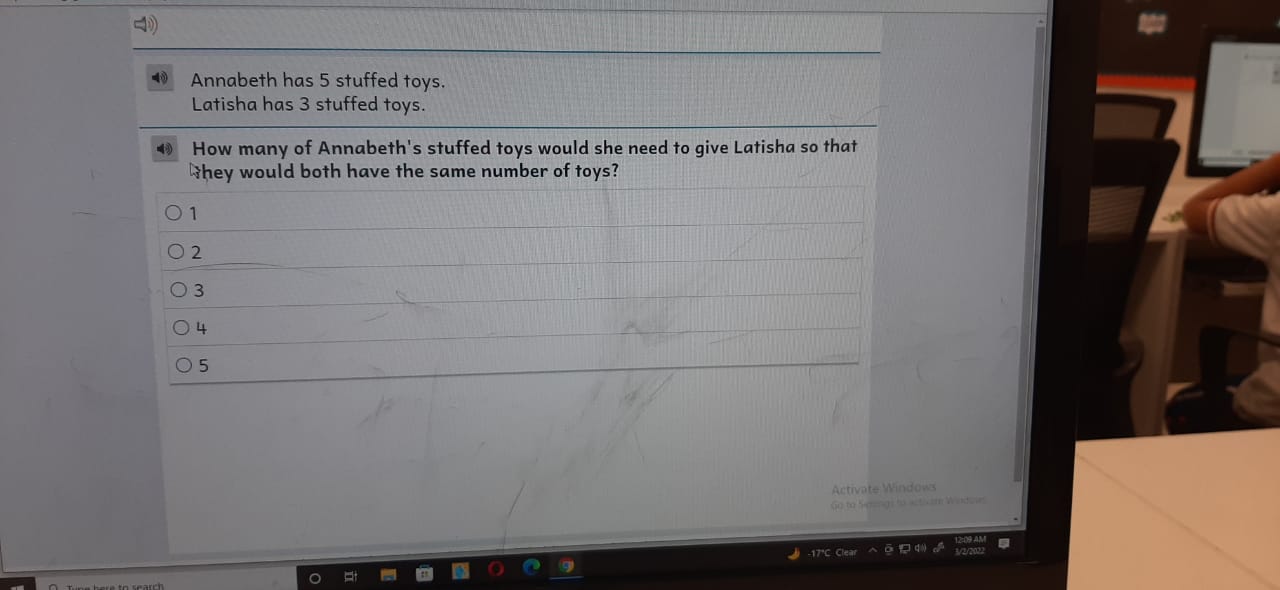 Annabeth has 5 stuffed toys.
Latisha has 3 stuffed toys.
How many of Annabeth's stuffed toys would she need to give Latisha so that
they would both have the same number of toys?
1
2
3
4
5
Activate Windows
Go to Settings to activate Windows.
-17°C Clear
12:09 AM
3/2/2022
Type here to search